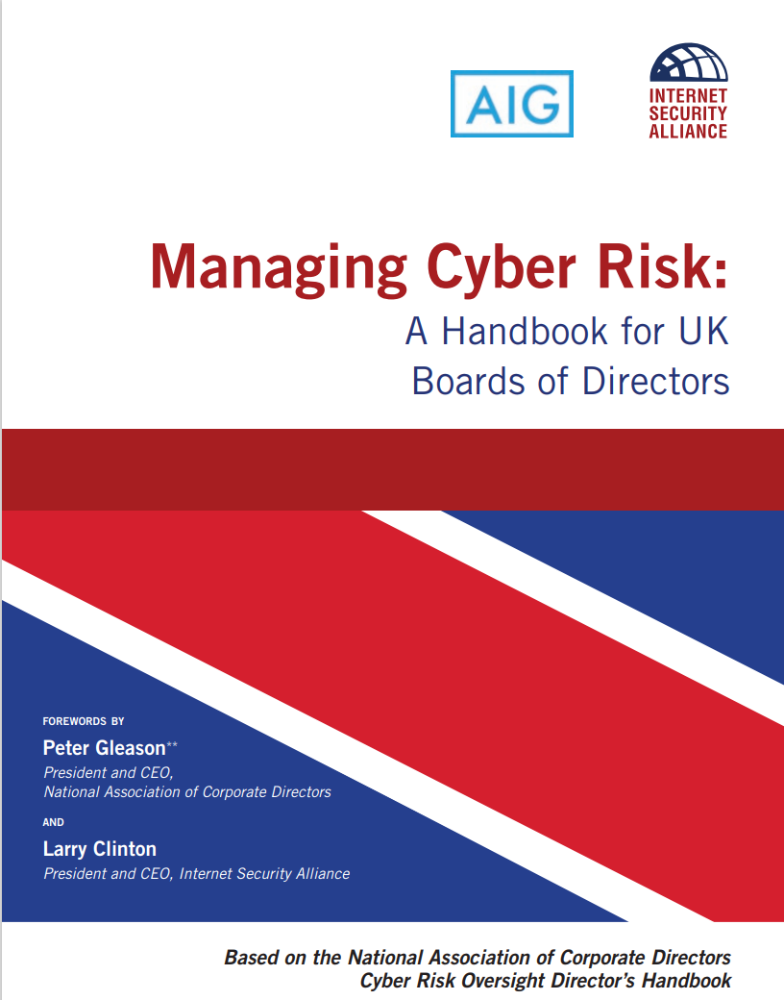 AIG
INTERNET
SECURITY
ALLIANCE
Managing Cyber Risk:
A Handbook for UK
Boards of Directors
FOREWORDS BY
Peter Gleason**
President and CEO,
National Association of Corporate Directors
AND
Larry Clinton
President and CEO, Internet Security Alliance
Based on the National Association of Corporate Directors
Cyber Risk Oversight Director’s Handbook